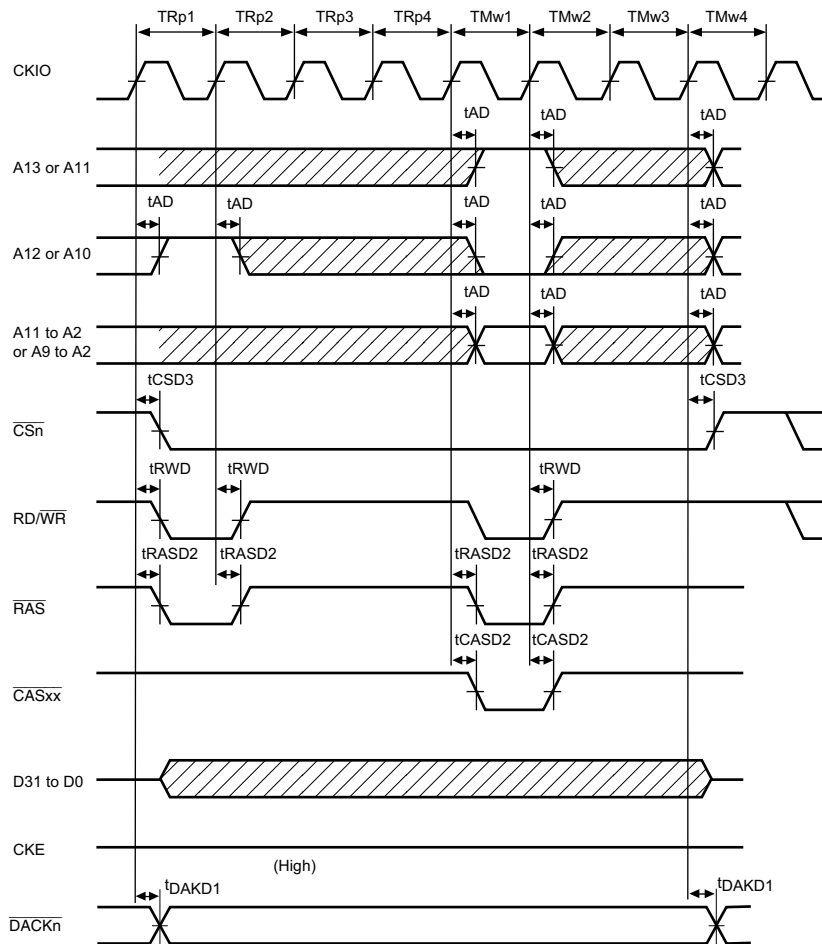 TRp1 TRp2 TRp3 TRp4 TMw1 TMw2 TMw3 TMw4
CKIO
tAD tAD tAD
A13 or A11
tAD tAD tAD tAD tAD
A12 or A10
tAD tAD tAD
A11 to A2
or A9 to A2
tCSD3 tCSD3
CSn
tRWD tRWD tRWD
RD/WR
tRASD2 tRASD2 tRASD2 tRASD2
RAS
tCASD2 tCASD2
CASxx
D31 to D0
CKE
(High)
tDAKD1 tDAKD1
DACKn